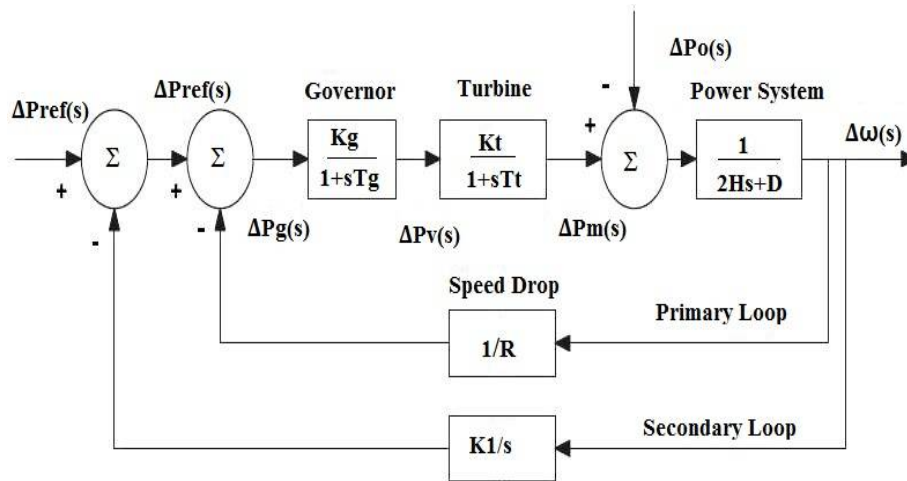 ΔPo(s)
-
ΔPref(s)
ΔPref(s)
Governor
Turbine
Power System
Δω(s)
+
Σ
+
Σ
Kg
1+sTg
Kt
1+sTt
+
Σ
1
2Hs+D
-
-
ΔPg(s)
ΔPv(s)
ΔPm(s)
Speed Drop
1/R
Primary Loop
K1/s
Secondary Loop